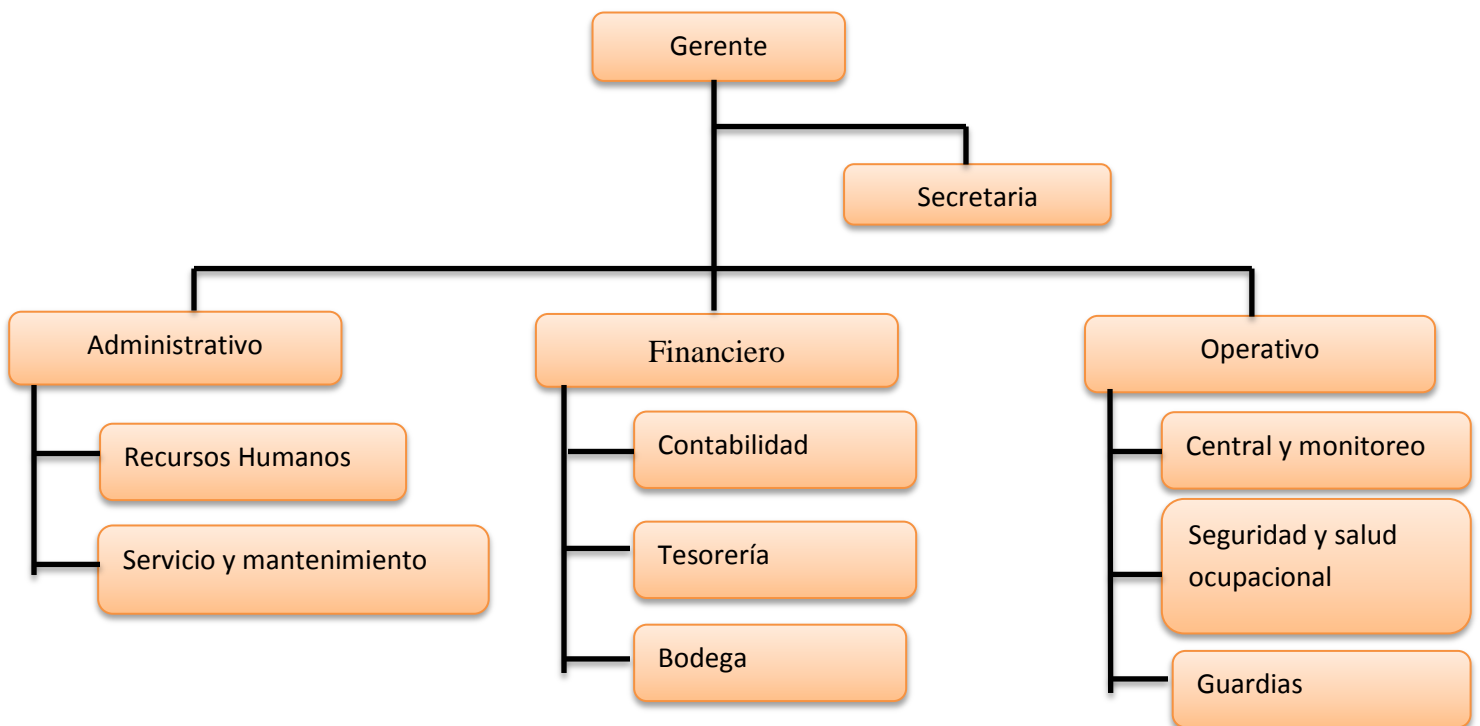 Gerente
Secretaria
Administrativo
Financiero
Operativo
Recursos Humanos
Servicio y mantenimiento
Contabilidad
Tesorería
Bodega
Central y monitoreo
Seguridad y salud
ocupacional
Guardias